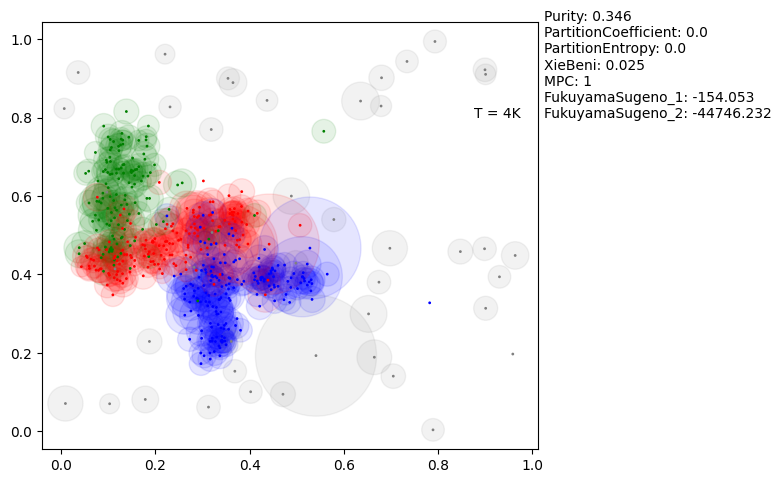 Purity: 0.346
PartitionCoefficient: 0.0
PartitionEntropy: 0.0
XieBeni: 0.025
MPC: 1
FukuyamaSugeno_1: -154.053
FukuyamaSugeno_2: -44746.232
T = 4K
1.0
0.8
0.6
0.4
0.2
0.0
0.0 0.2 0.4 0.6 0.8 1.0